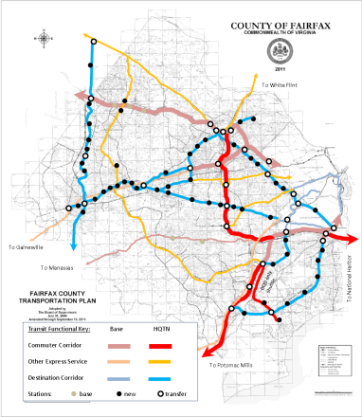 COUNTY OF FAIRFAX
COMMONWEALTH OF VIRGINIA
2011
To White Flint
To Gainesville
To Manassas
To National Harbor
To Potomac Mills
FAIRFAX COUNTY
TRANSPORTATION PLAN
Adopted by
The Board of Supervisors
Transit Functional Key: Base HQTN
Commuter Corridor
Other Express Service
Destination Corridor
Stations: base new transfer